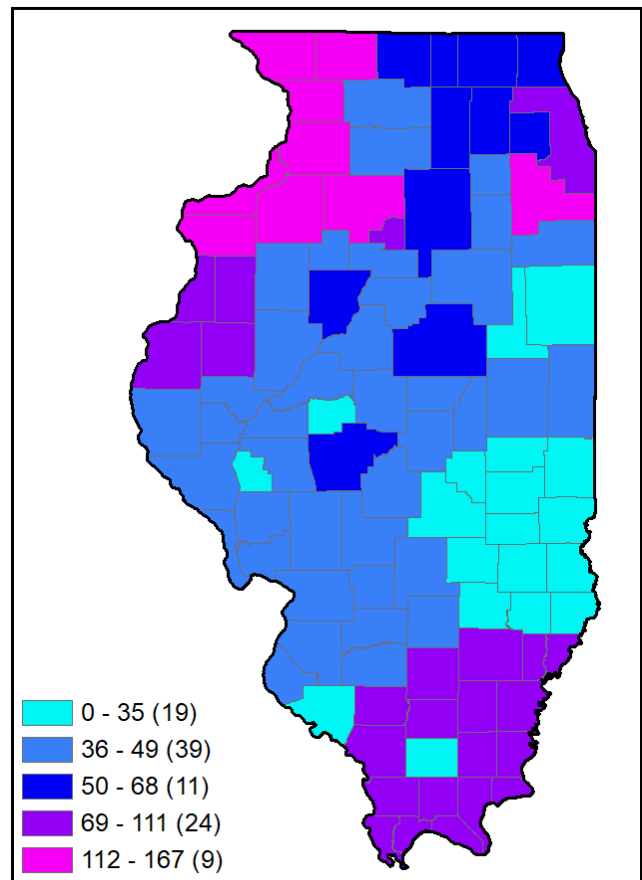 0 - 35 (19)
36 - 49 (39)
50 - 68 (11)
69 - 111 (24)
112 - 167 (9)